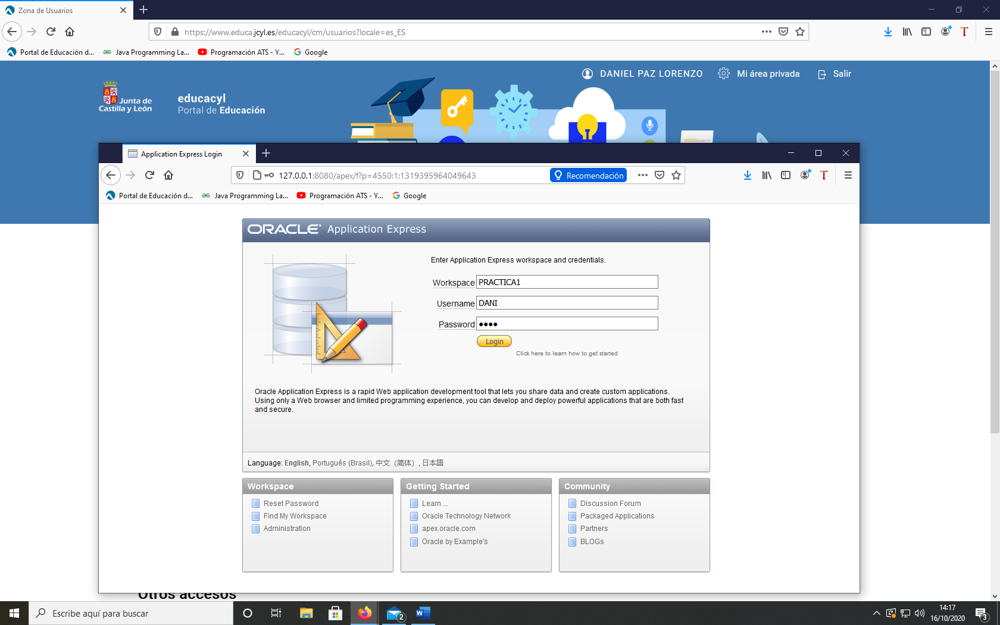 Zona de Usuarios
https://www.educa.jcyl.es/educacyl/cm/usuarios?locale=es_ES
Portal de Educación d... Java Programming La... Programación ATS - Y... Google
DANIEL PAZ LORENZO Mi área privada Salir
Junta de
Castilla y León
educacyl
Portal de Educación
Application Express Login
127.0.0.1:8080/apex/f?p=4550:1:1319395964049643 Recomendación
Portal de Educación d... Java Programming La... Programación ATS - Y... Google
ORACLE® Application Express
Enter Application Express workspace and credentials.
Workspace PRACTICA1
Username DANI
Password ●●●●
Login
Click here to learn how to get started
Oracle Application Express is a rapid Web application development tool that lets you share data and create custom applications.
Using only a Web browser and limited programming experience, you can develop and deploy powerful applications that are both fast
and secure.
Language: English, Português (Brasil), 中文（简体）, 日本語
Workspace
Reset Password
Find My Workspace
Administration
Getting Started
Learn ...
Oracle Technology Network
apex.oracle.com
Oracle by Example's
Community
Discussion Forum
Packaged Applications
Partners
BLOGs
Otros accesos
Escribe aquí para buscar
2
14:17
16/10/2020
3